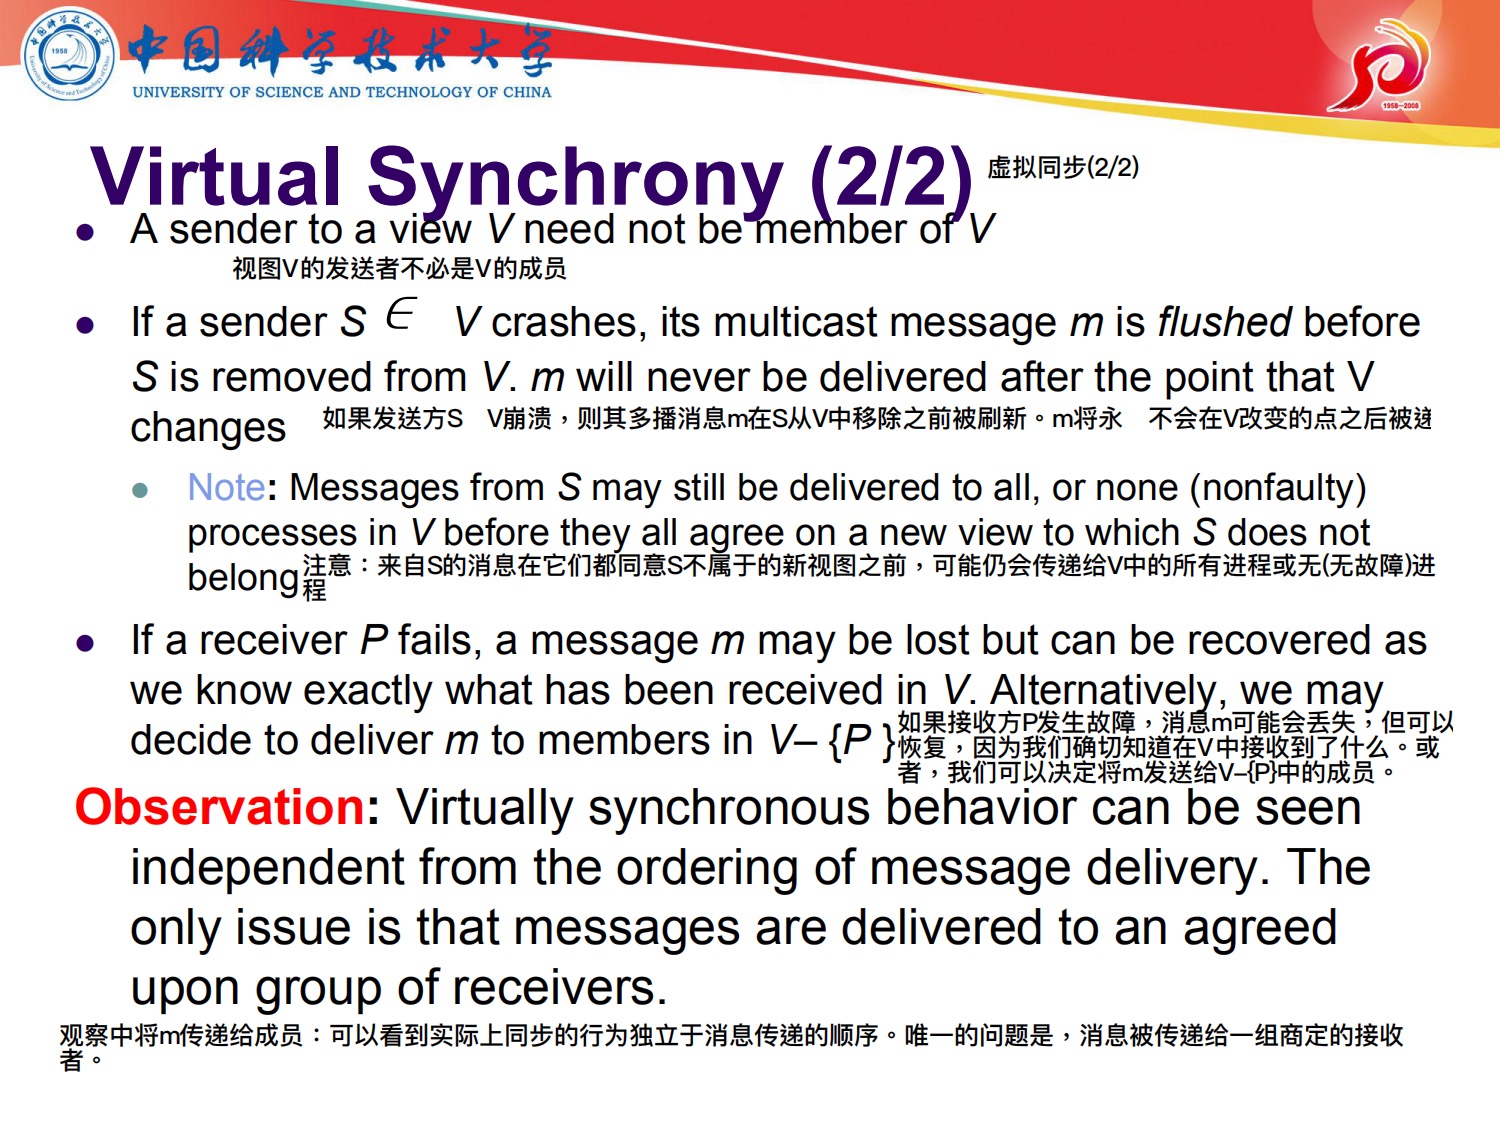 1958
中国科学技术大学
UNIVERSITY OF SCIENCE AND TECHNOLOGY OF CHINA
1958—2008
Virtual Synchrony (2/2) 虚拟同步(2/2)
● A sender to a view V need not be member of V
视图V的发送者不必是V的成员
● If a sender S ∈ V crashes, its multicast message m is flushed before
S is removed from V. m will never be delivered after the point that V
changes 如果发送方S V崩溃，则其多播消息m在S从V中移除之前被刷新。m将永 不会在V改变的点之后被递
● Note: Messages from S may still be delivered to all, or none (nonfaulty)
processes in V before they all agree on a new view to which S does not
belong 注意：来自S的消息在它们都同意S不属于的新视图之前，可能仍会传递给V中的所有进程或无(无故障)进
程
● If a receiver P fails, a message m may be lost but can be recovered as
we know exactly what has been received in V. Alternatively, we may
decide to deliver m to members in V– {P }
如果接收方P发生故障，消息m可能会丢失，但可以
恢复，因为我们确切知道在V中接收到了什么。或
者，我们可以决定将m发送给V–{P}中的成员。
Observation: Virtually synchronous behavior can be seen
independent from the ordering of message delivery. The
only issue is that messages are delivered to an agreed
upon group of receivers.
观察中将m传递给成员：可以看到实际上同步的行为独立于消息传递的顺序。唯一的问题是，消息被传递给一组商定的接收
者。